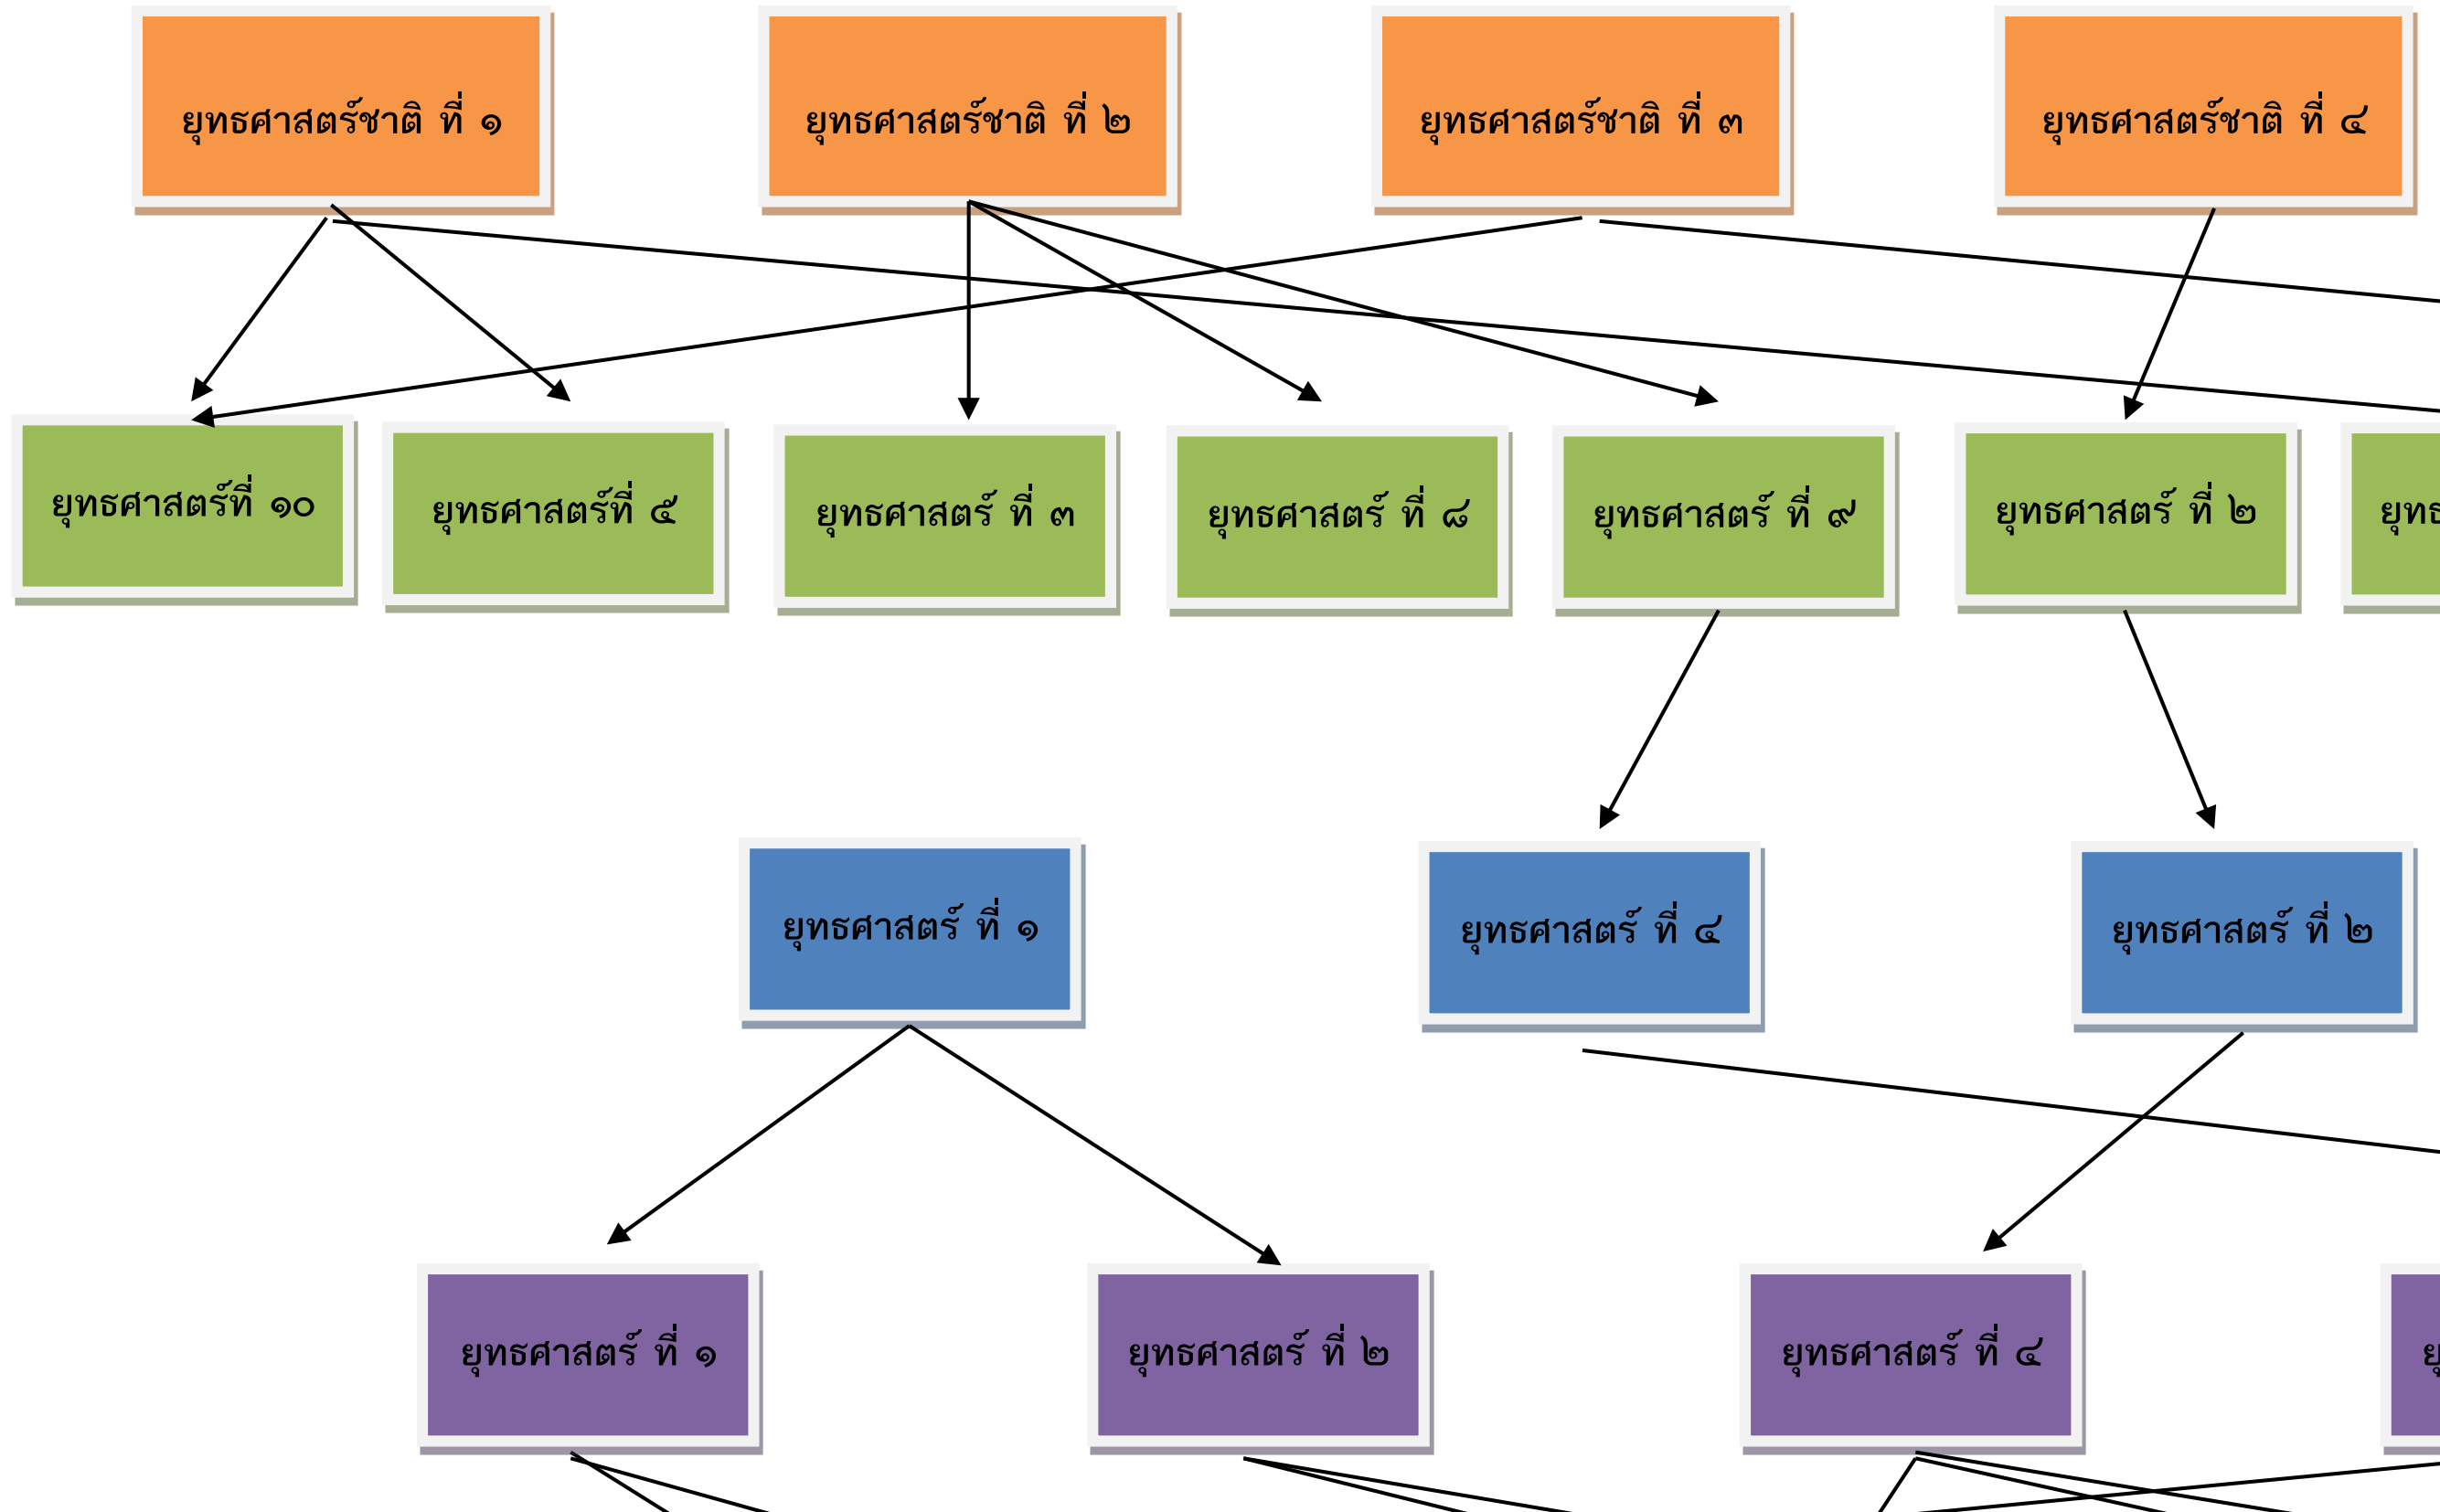 ยุทธศาสตร์ชาติ ที่ ๑
ยุทธศาสตร์ชาติ ที่ ๒
ยุทธศาสตร์ชาติ ที่ ๓
ยุทธศาสตร์ชาติ ที่ ๔
ยุทธศาสตร์ที่ ๑๐
ยุทธศาสตร์ที่ ๕
ยุทธศาสตร์ ที่ ๓
ยุทธศาสตร์ ที่ ๘
ยุทธศาสตร์ ที่ ๙
ยุทธศาสตร์ ที่ ๒
ยุทธศาสตร์ ที่ ๑
ยุทธศาสตร์ ที่ ๔
ยุทธศาสตร์ ที่ ๒
ยุทธศาสตร์ ที่ ๑
ยุทธศาสตร์ ที่ ๒
ยุทธศาสตร์ ที่ ๔